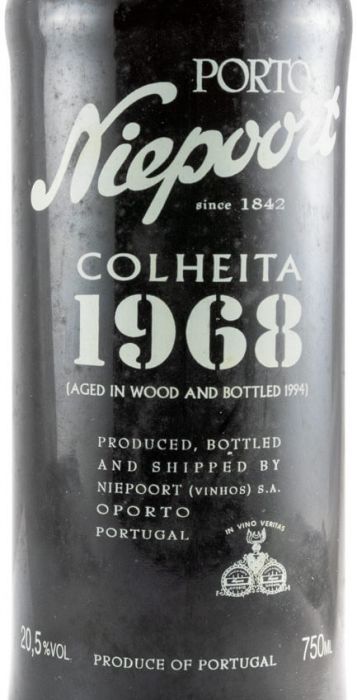 PORTO
Niepoort
since 1842
COLHEITA
1968
(AGED IN WOOD AND BOTTLED 1994)
PRODUCED, BOTTLED
AND SHIPPED BY
NIEPOORT (VINHOS) S.A.
OPORTO
PORTUGAL
IN VINO VERITAS
20,5%VOL.
750ML
PRODUCE OF PORTUGAL